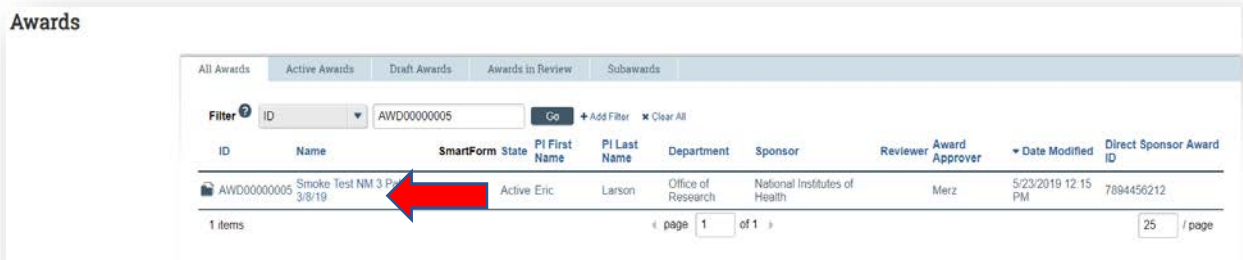 Awards
All Awards Active Awards Draft Awards Awards in Review Subawards
Filter ? ID AWD00000005 Go + Add Filter × Clear All
ID Name SmartForm State PI First Name PI Last Name Department Sponsor Reviewer Award Approver Date Modified Direct Sponsor Award ID
AWD00000005 Smoke Test NM 3 3/8/19 Active Eric Larson Office of Research National Institutes of Health Merz 5/23/2019 12:15 PM 7894456212
1 items page 1 of 1 25 / page